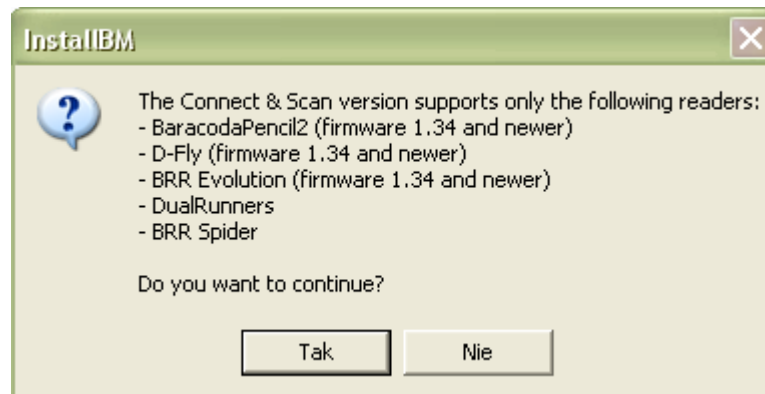 InstallBM
The Connect & Scan version supports only the following readers:
- BaracodaPencil2 (firmware 1.34 and newer)
- D-Fly (firmware 1.34 and newer)
- BRR Evolution (firmware 1.34 and newer)
- DualRunners
- BRR Spider
Do you want to continue?
Tak Nie